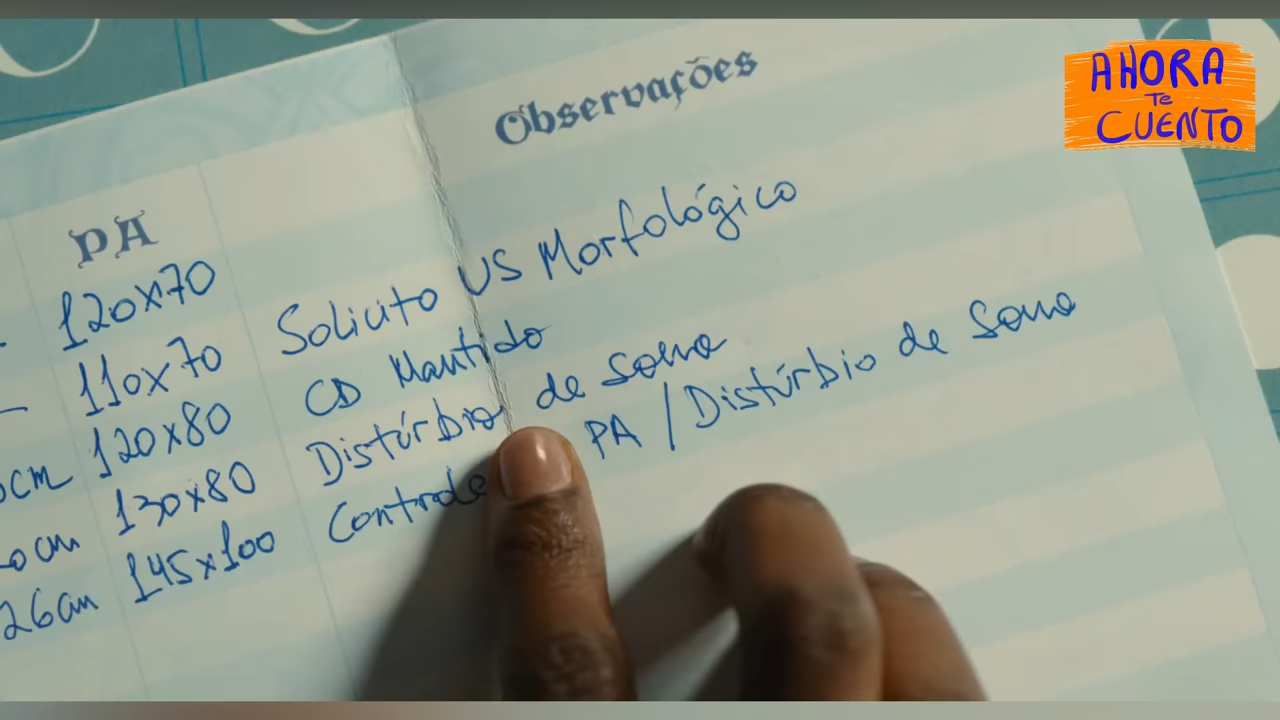 AHORA
TE
CUENTO
Observações
PA
120x70
110x70 Solicito US Morfológico
120x80 CD Mantido
130x80 Distúrbio de sono
26cm 145x100 Controle PA / Distúrbio de sono